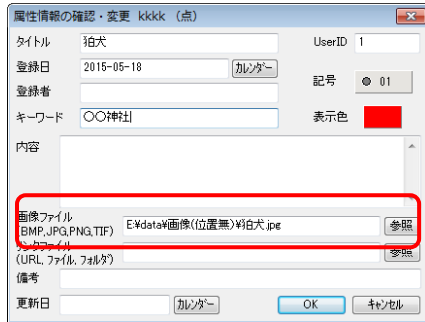 属性情報の確認・変更 kkkk (点)
タイトル 狛犬 UserID 1
登録日 2015-05-18 カレンダー 記号 01
登録者
キーワード 〇〇神社 表示色
内容
画像ファイル
(BMP,JPG,PNG,TIF) E:¥data¥画像(位置無)¥狛犬.jpg 参照
リンクファイル
(URL, ファイル, フォルダ) 参照
備考
更新日 カレンダー OK キャンセル